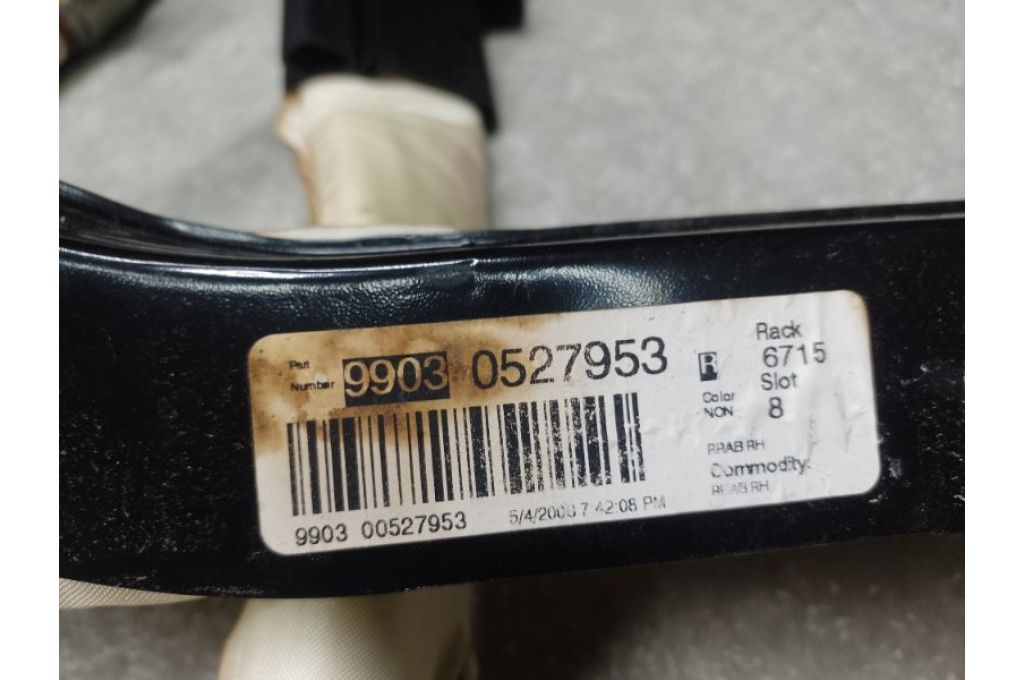 Part
Number
9903 0527953
R
Color
NON
Rack
6715
Slot
8
RRAB RH
Commodity:
RRAB RH
9903 00527953
5/4/2006 7:42:08 PM